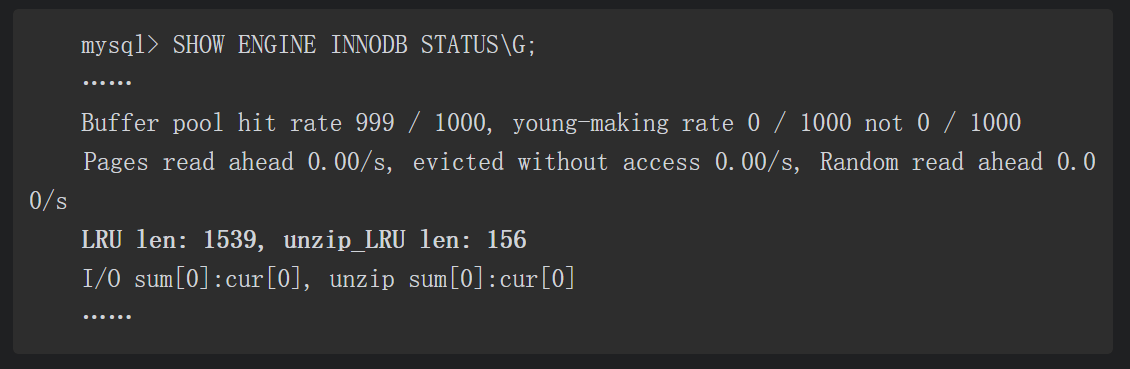 mysql> SHOW ENGINE INNODB STATUS\G;
……
Buffer pool hit rate 999 / 1000, young-making rate 0 / 1000 not 0 / 1000
Pages read ahead 0.00/s, evicted without access 0.00/s, Random read ahead 0.0
0/s
LRU len: 1539, unzip_LRU len: 156
I/O sum[0]:cur[0], unzip sum[0]:cur[0]
……